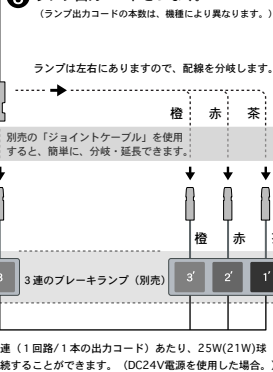 (ランプ出力コードの本数は、機種により異なります。)
ランプは左右にありますので、配線を分岐します。
橙 赤 茶
別売の「ジョイントケーブル」を使用
すると、簡単に、分岐・延長できます。
橙 赤
3 3連のブレーキランプ(別売) 3′ 2′ 1′
連(1回路/1本の出力コード)あたり、25W(21W)球
続することができます。(DC24V電源を使用した場合。)